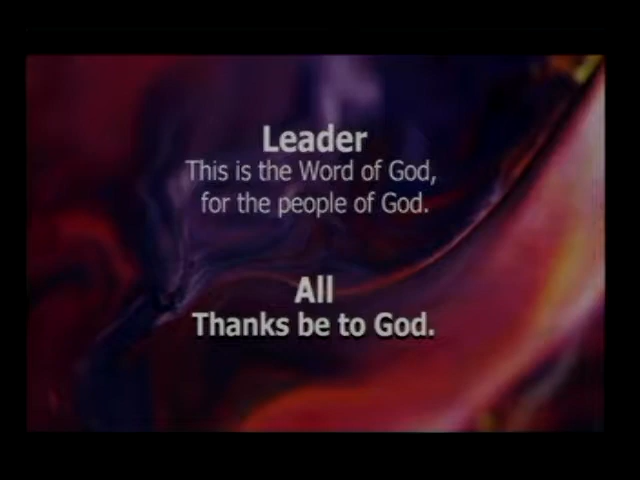 Leader
This is the Word of God,
for the people of God.
All
Thanks be to God.